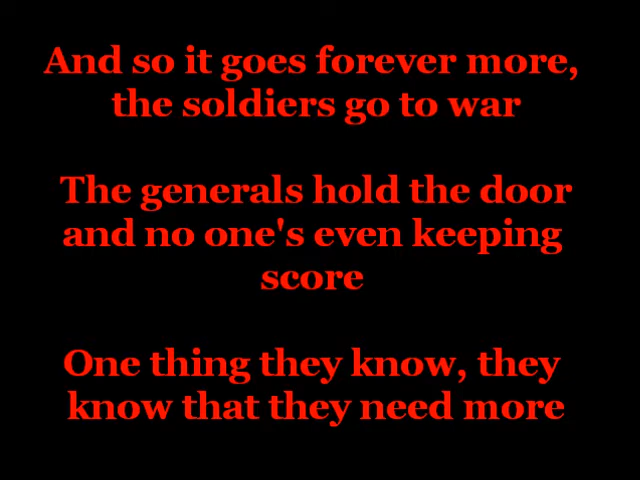 And so it goes forever more,
the soldiers go to war
The generals hold the door
and no one's even keeping
score
One thing they know, they
know that they need more